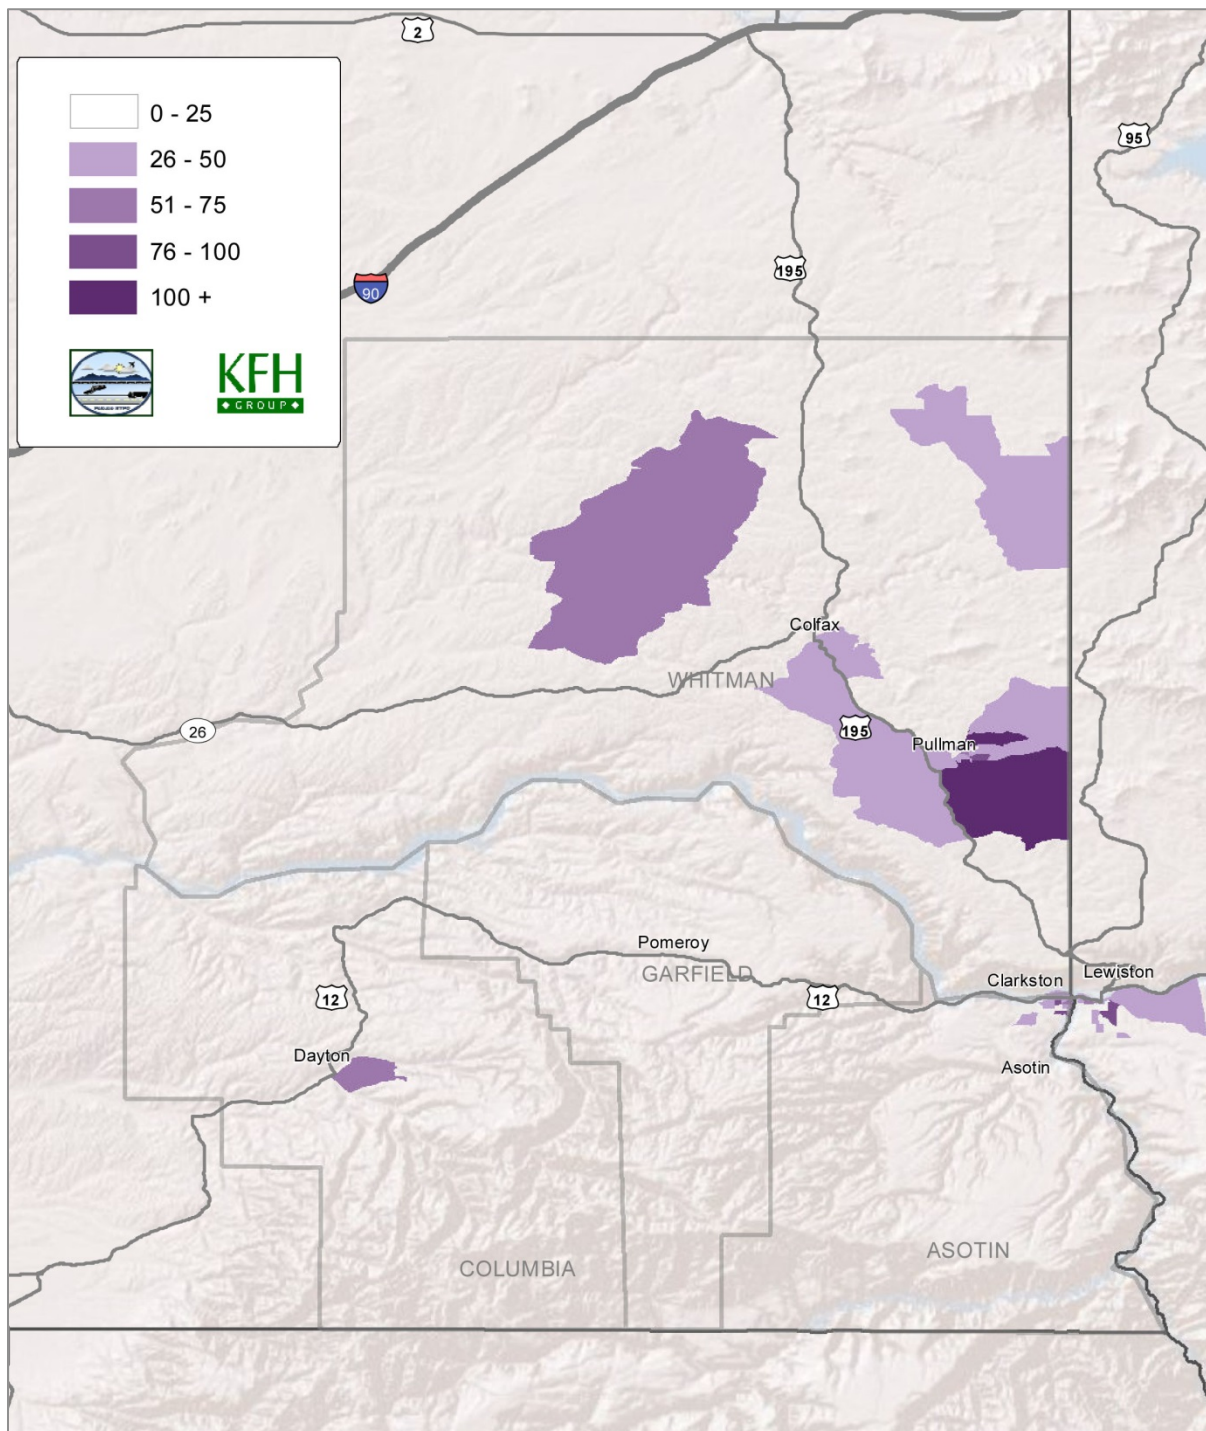 2
0 - 25
26 - 50
51 - 75
76 - 100
100 +
KFH
GROUP
95
195
90
Colfax
WHITMAN
26
195
Pullman
Pomeroy
GARFIELD
Clarkston
Lewiston
12
12
Dayton
Asotin
COLUMBIA
ASOTIN